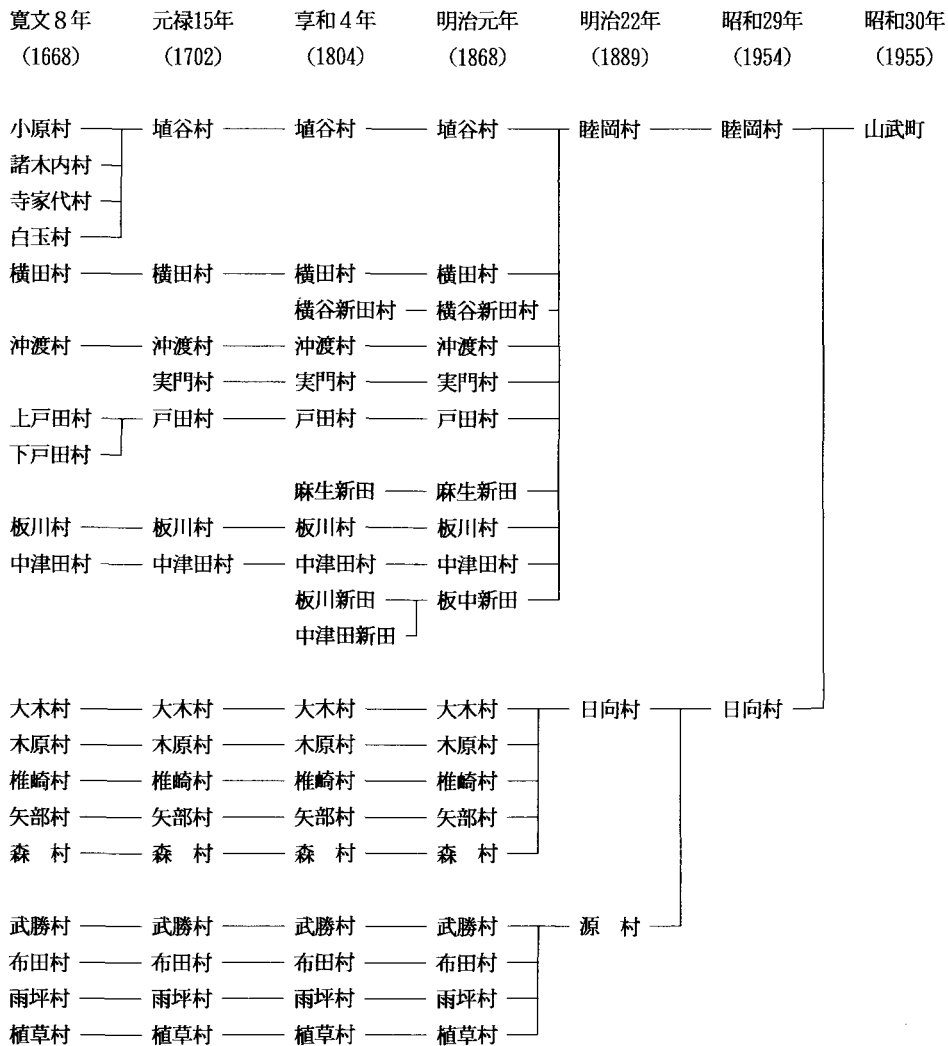 寛文8年 元禄15年 享和4年 明治元年 明治22年 昭和29年 昭和30年
(1668) (1702) (1804) (1868) (1889) (1954) (1955)
小原村 埴谷村 埴谷村 埴谷村 睦岡村 睦岡村 山武町
諸木内村
寺家代村
白玉村
横田村 横田村 横田村 横田村
横谷新田村 横谷新田村
沖渡村 沖渡村 沖渡村 沖渡村
実門村 実門村 実門村
上戸田村 戸田村 戸田村 戸田村
下戸田村
麻生新田 麻生新田
板川村 板川村 板川村 板川村
中津田村 中津田村 中津田村 中津田村
板川新田 板中新田
中津田新田
大木村 大木村 大木村 大木村 日向村 日向村
木原村 木原村 木原村 木原村
椎崎村 椎崎村 椎崎村 椎崎村
矢部村 矢部村 矢部村 矢部村
森 村 森 村 森 村 森 村
武勝村 武勝村 武勝村 武勝村 源 村
布田村 布田村 布田村 布田村
雨坪村 雨坪村 雨坪村 雨坪村
植草村 植草村 植草村 植草村